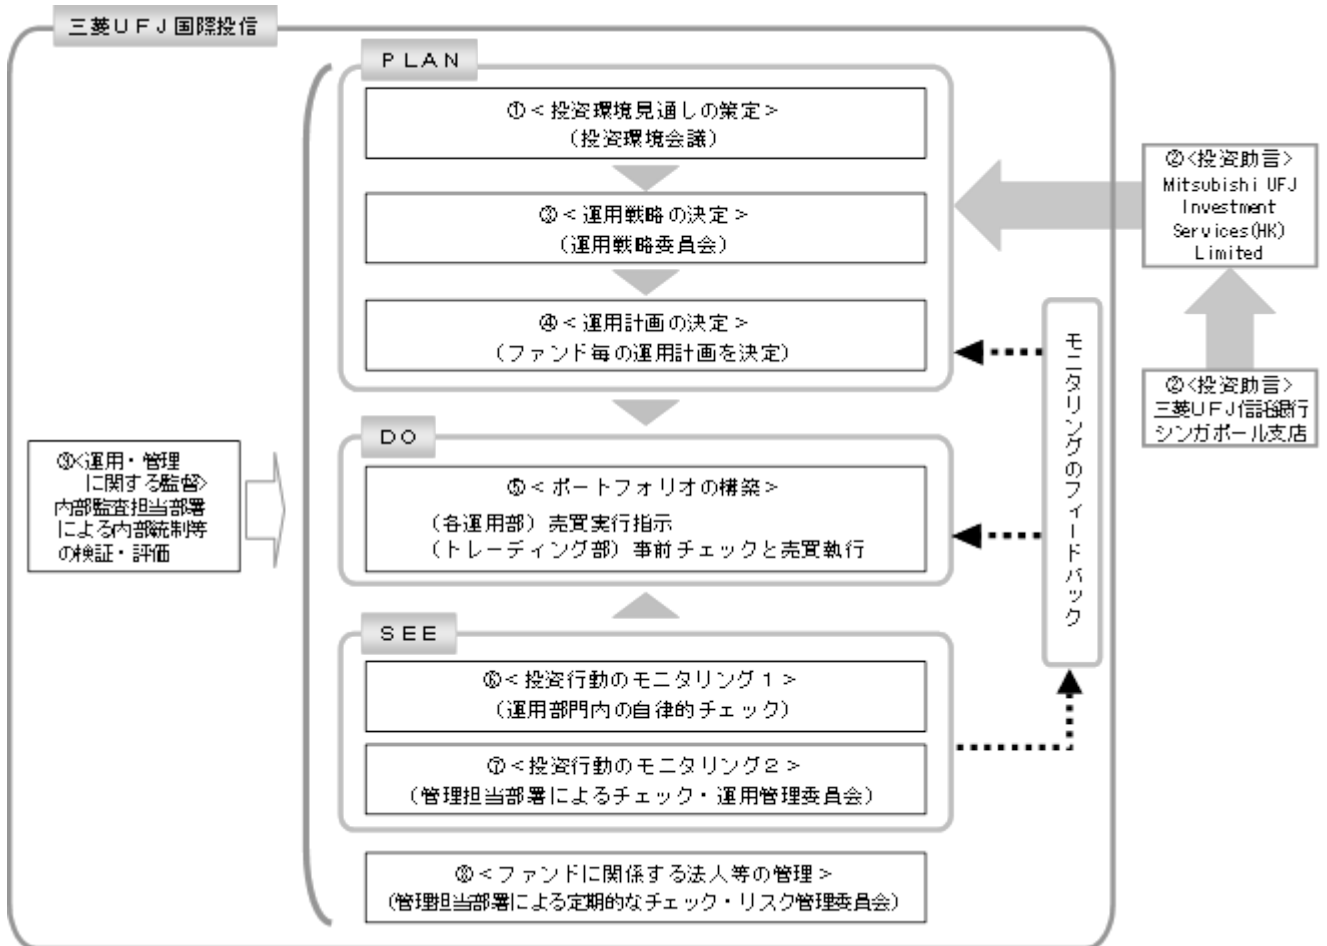 三菱ＵＦＪ国際投信
ＰＬＡＮ
①＜投資環境見通しの策定＞
（投資環境会議）
③＜運用戦略の決定＞
（運用戦略委員会）
④＜運用計画の決定＞
（ファンド毎の運用計画を決定）
②＜投資助言＞
Mitsubishi UFJ
Investment
Services(HK)
Limited
②＜投資助言＞
三菱ＵＦＪ信託銀行
シンガポール支店
モニタリングのフィードバック
ＤＯ
⑤＜ポートフォリオの構築＞
（各運用部）売買実行指示
（トレーディング部）事前チェックと売買執行
⑨＜運用・管理
に関する監督＞
内部監査担当部署
による内部統制等
の検証・評価
ＳＥＥ
⑥＜投資行動のモニタリング１＞
（運用部門内の自律的チェック）
⑦＜投資行動のモニタリング２＞
（管理担当部署によるチェック・運用管理委員会）
⑧＜ファンドに関係する法人等の管理＞
（管理担当部署による定期的なチェック・リスク管理委員会）